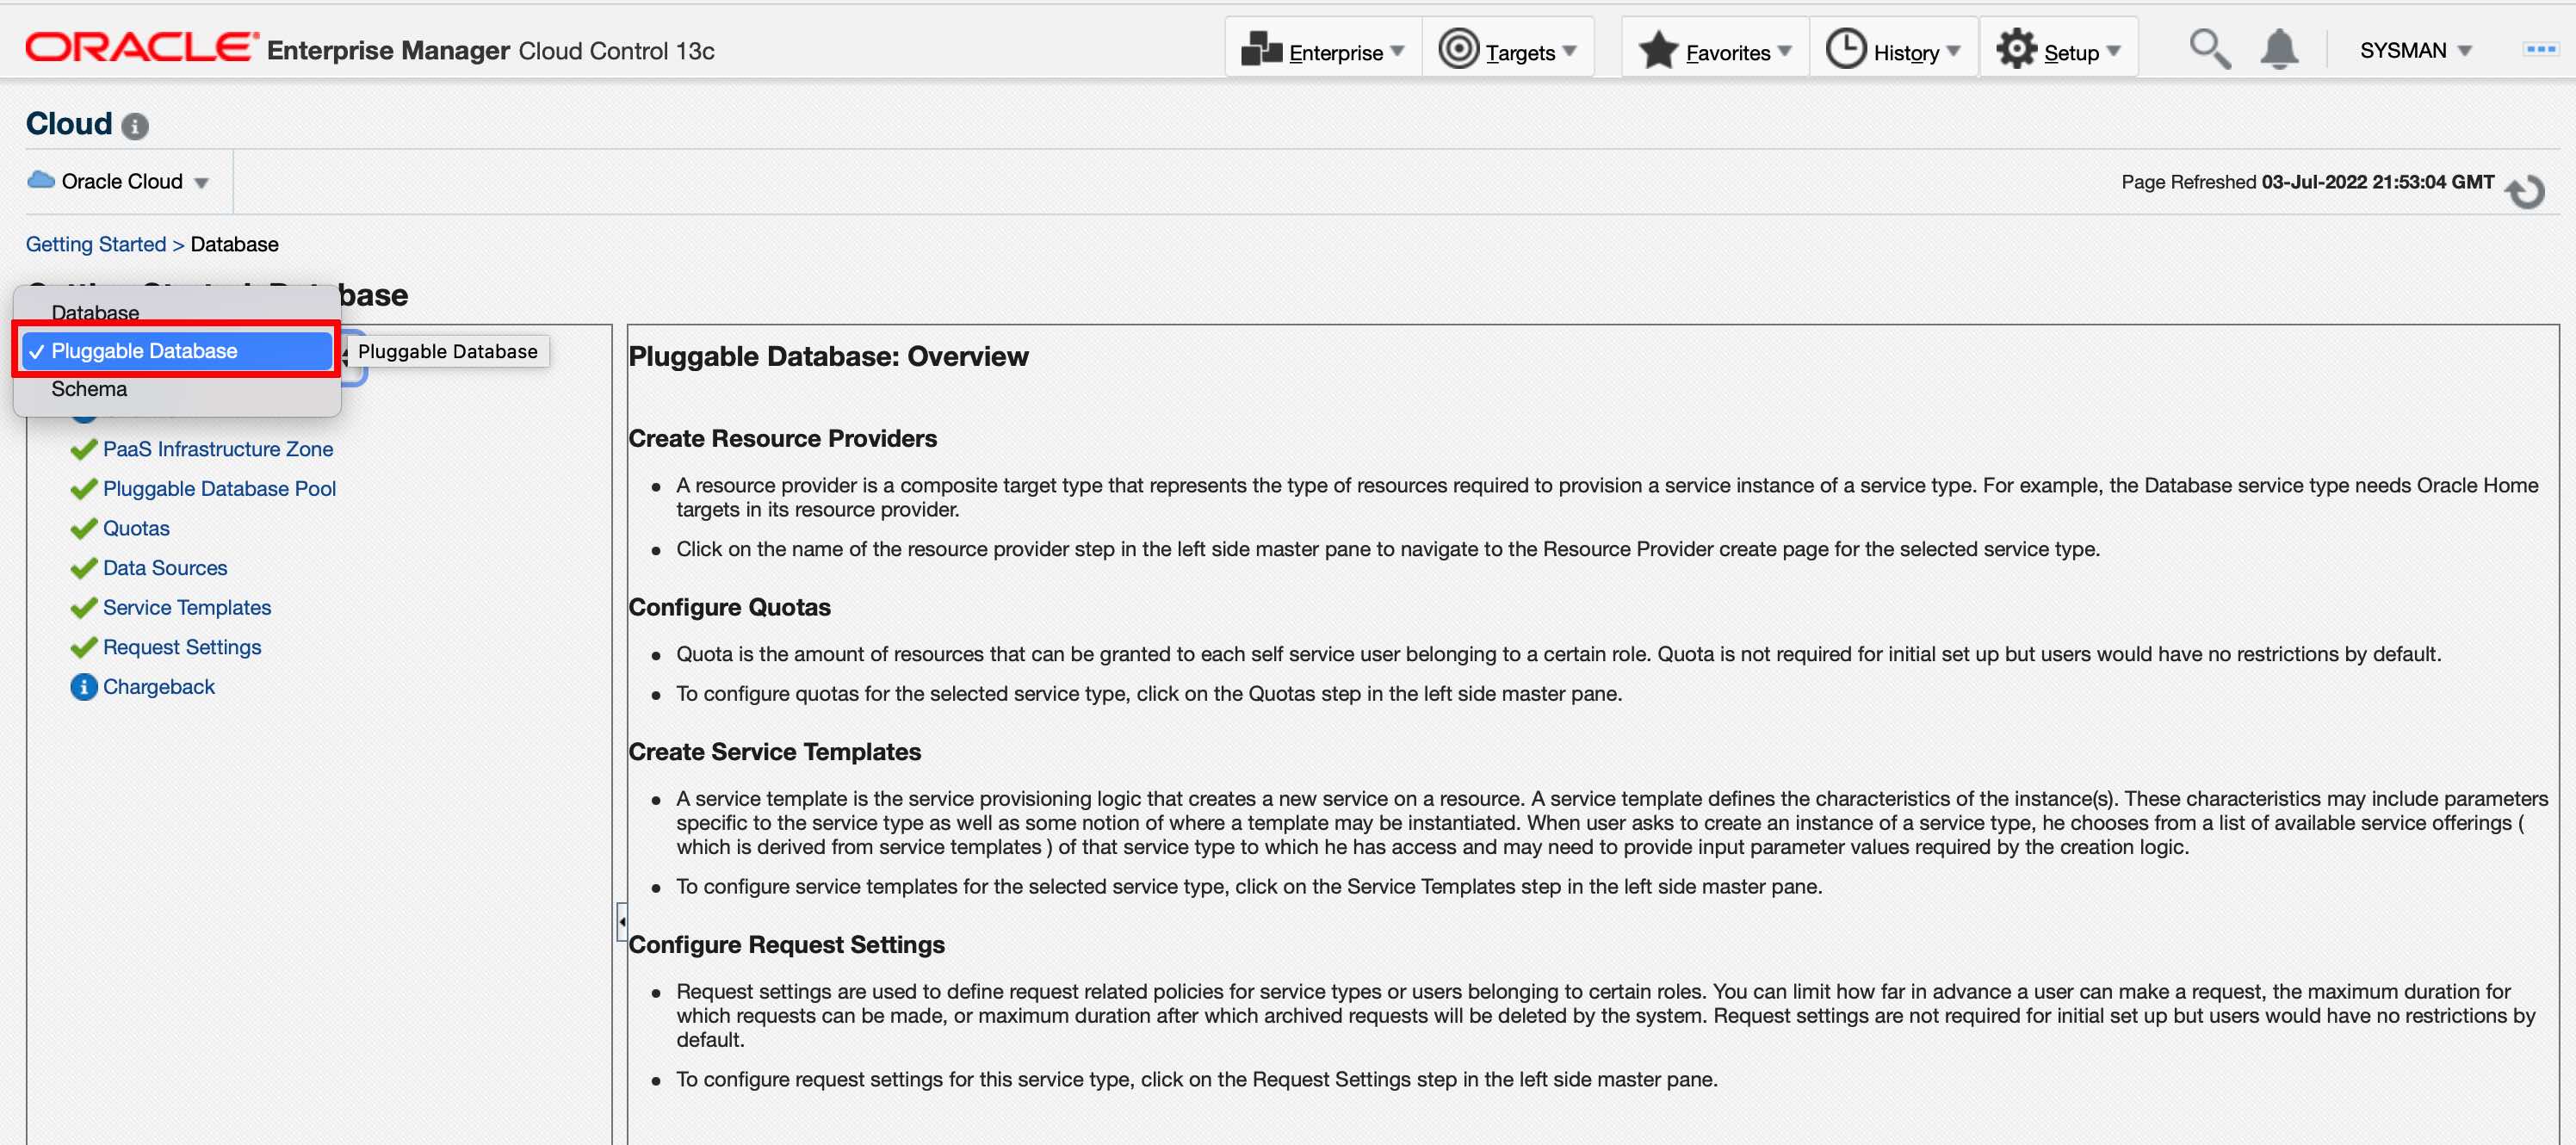 ORACLE® Enterprise Manager Cloud Control 13c
Enterprise
Targets
Favorites
History
Setup
SYSMAN
Cloud
Oracle Cloud
Page Refreshed 03-Jul-2022 21:53:04 GMT
Getting Started > Database
base
Database
Pluggable Database
Pluggable Database
Schema
PaaS Infrastructure Zone
Pluggable Database Pool
Quotas
Data Sources
Service Templates
Request Settings
Chargeback
Pluggable Database: Overview
Create Resource Providers
• A resource provider is a composite target type that represents the type of resources required to provision a service instance of a service type. For example, the Database service type needs Oracle Home
targets in its resource provider.
• Click on the name of the resource provider step in the left side master pane to navigate to the Resource Provider create page for the selected service type.
Configure Quotas
• Quota is the amount of resources that can be granted to each self service user belonging to a certain role. Quota is not required for initial set up but users would have no restrictions by default.
• To configure quotas for the selected service type, click on the Quotas step in the left side master pane.
Create Service Templates
• A service template is the service provisioning logic that creates a new service on a resource. A service template defines the characteristics of the instance(s). These characteristics may include parameters
specific to the service type as well as some notion of where a template may be instantiated. When user asks to create an instance of a service type, he chooses from a list of available service offerings (
which is derived from service templates ) of that service type to which he has access and may need to provide input parameter values required by the creation logic.
• To configure service templates for the selected service type, click on the Service Templates step in the left side master pane.
Configure Request Settings
• Request settings are used to define request related policies for service types or users belonging to certain roles. You can limit how far in advance a user can make a request, the maximum duration for
which requests can be made, or maximum duration after which archived requests will be deleted by the system. Request settings are not required for initial set up but users would have no restrictions by
default.
• To configure request settings for this service type, click on the Request Settings step in the left side master pane.